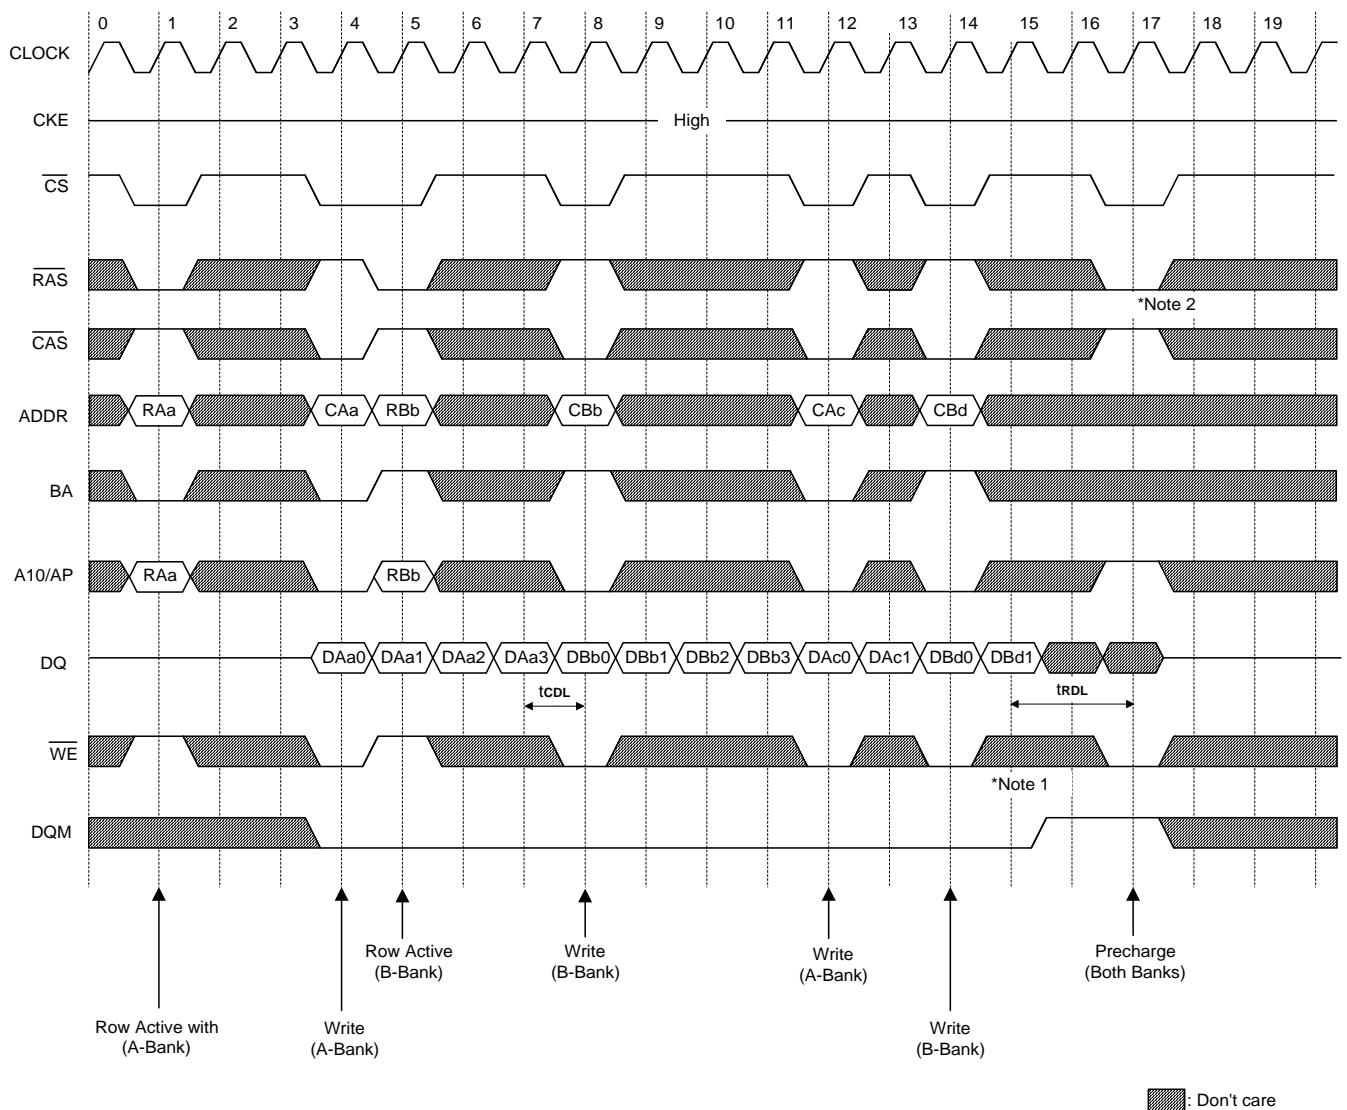 0 1 2 3 4 5 6 7 8 9 10 11 12 13 14 15 16 17 18 19
CLOCK
CKE High
CS
RAS
*Note 2
CAS
ADDR RAa CAa RBb CBb CAc CBd
BA
A10/AP RAa RBb
DQ DAa0 DAa1 DAa2 DAa3 DBb0 DBb1 DBb2 DBb3 DAc0 DAc1 DBd0 DBd1
tCDL tRDL
WE
*Note 1
DQM
Row Active
(B-Bank)
Write
(B-Bank)
Write
(A-Bank)
Precharge
(Both Banks)
Row Active with
(A-Bank)
Write
(A-Bank)
Write
(B-Bank)
: Don't care